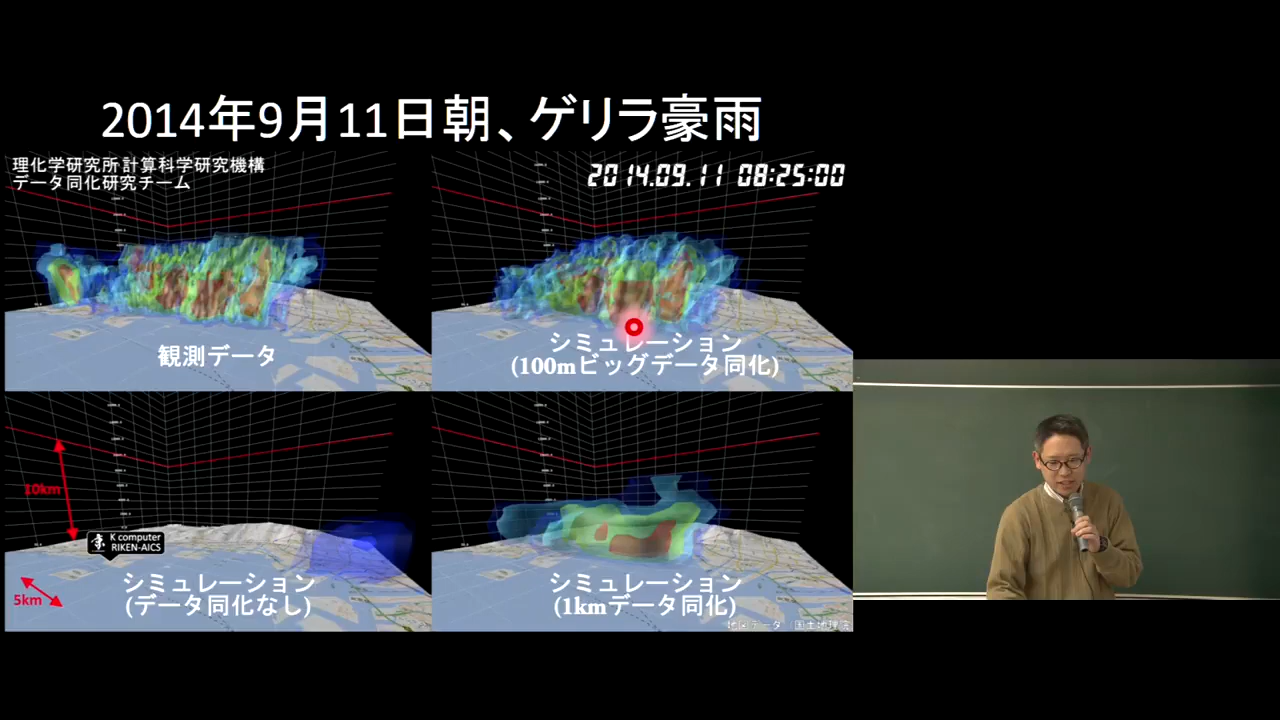 2014年9月11日朝、ゲリラ豪雨
理化学研究所 計算科学研究機構
データ同化研究チーム
2014.09.11 08:25:00
観測データ
シミュレーション
(100mビッグデータ同化)
10km
K computer
RIKEN-AICS
5km
シミュレーション
(データ同化なし)
シミュレーション
(1kmデータ同化)
地図データ 国土地理院